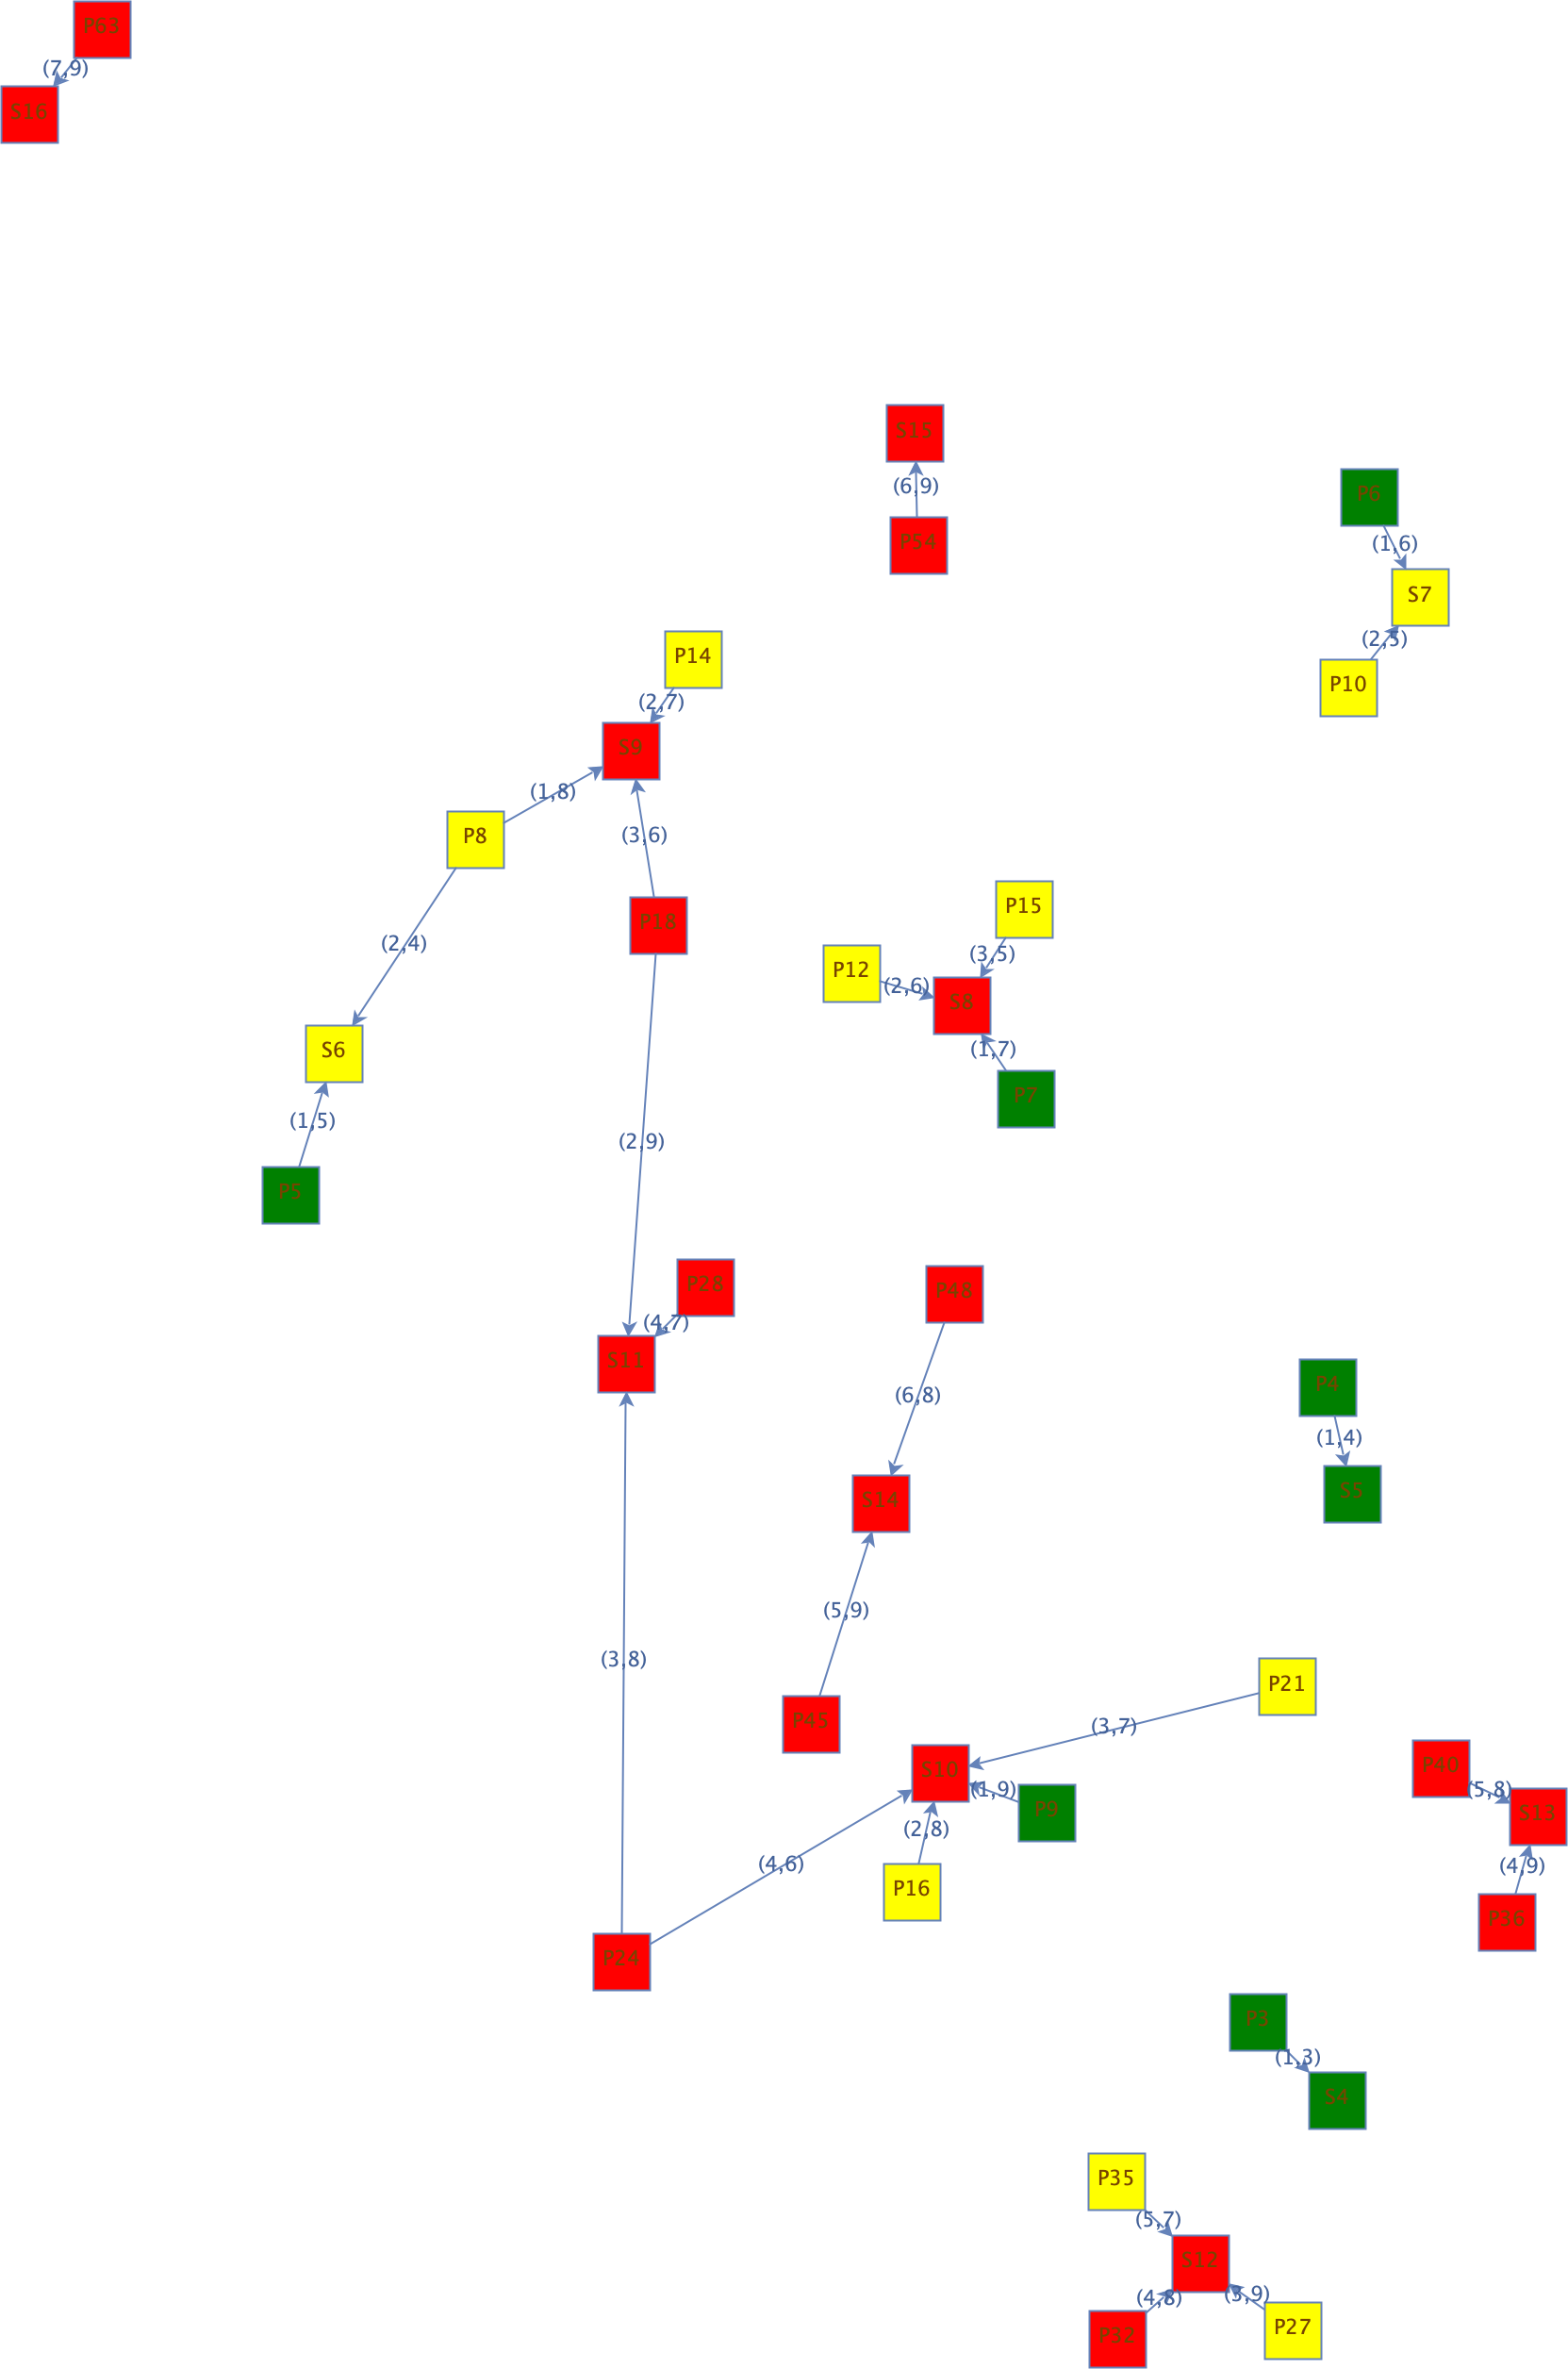 P63
(7,9)
S16
S15
(6,9)
P54
P6
(1,6)
S7
(2,5)
P10
P14
(2,7)
S9
(1,8)
P8
(3,6)
P18
(2,4)
P15
(3,5)
P12
(2,6)
S8
(1,7)
P7
S6
(1,5)
P5
(2,9)
P28
(4,7)
S11
P48
(6,8)
S14
(5,9)
P45
P4
(1,4)
S5
(3,8)
P21
(3,7)
S10
(1,9)
P9
(2,8)
P16
(4,6)
P24
P40
(5,8)
S13
(4,9)
P36
P3
(1,3)
S4
P35
(5,7)
S12
(4,8)
(3,9)
P32
P27